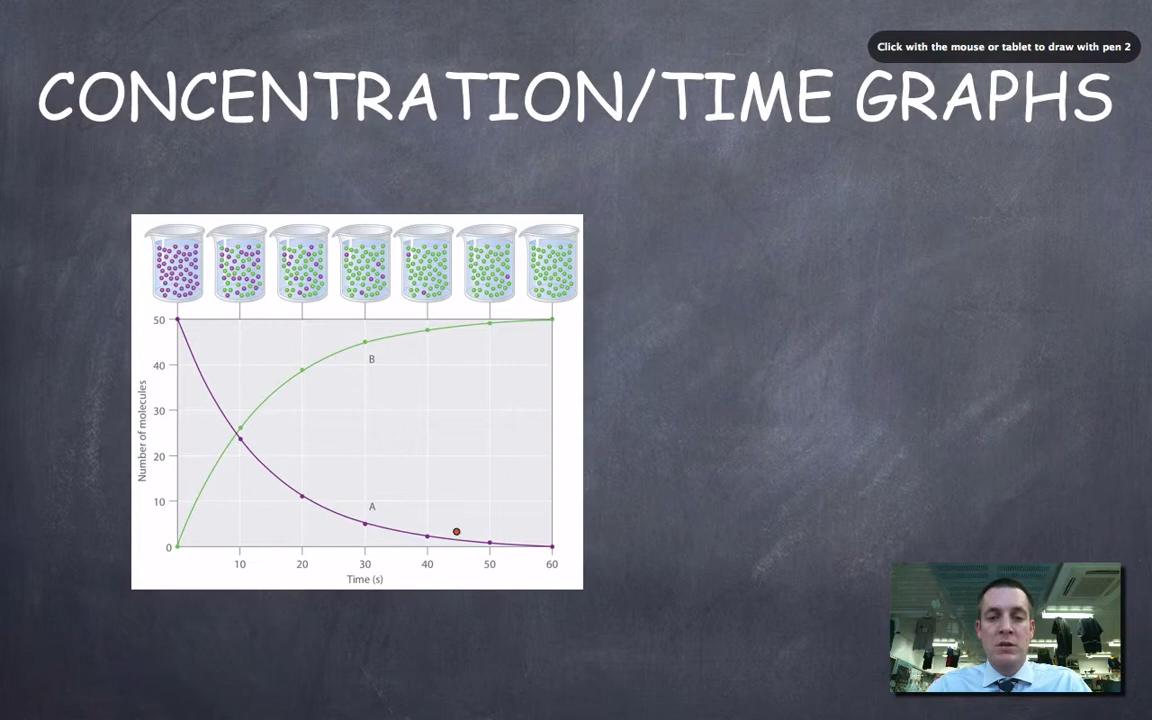 Click with the mouse or tablet to draw with pen 2
CONCENTRATION/TIME GRAPHS
50
40
30
20
10
0
Number of molecules
B
A
10 20 30 40 50 60
Time (s)